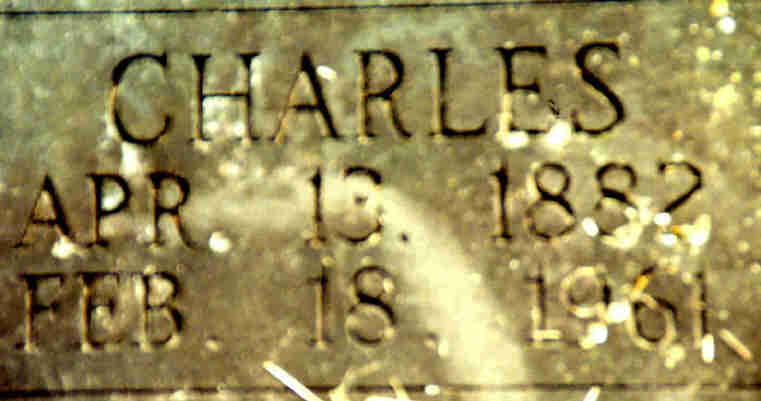 CHARLES
APR. 13. 1882
FEB. 18. 1961